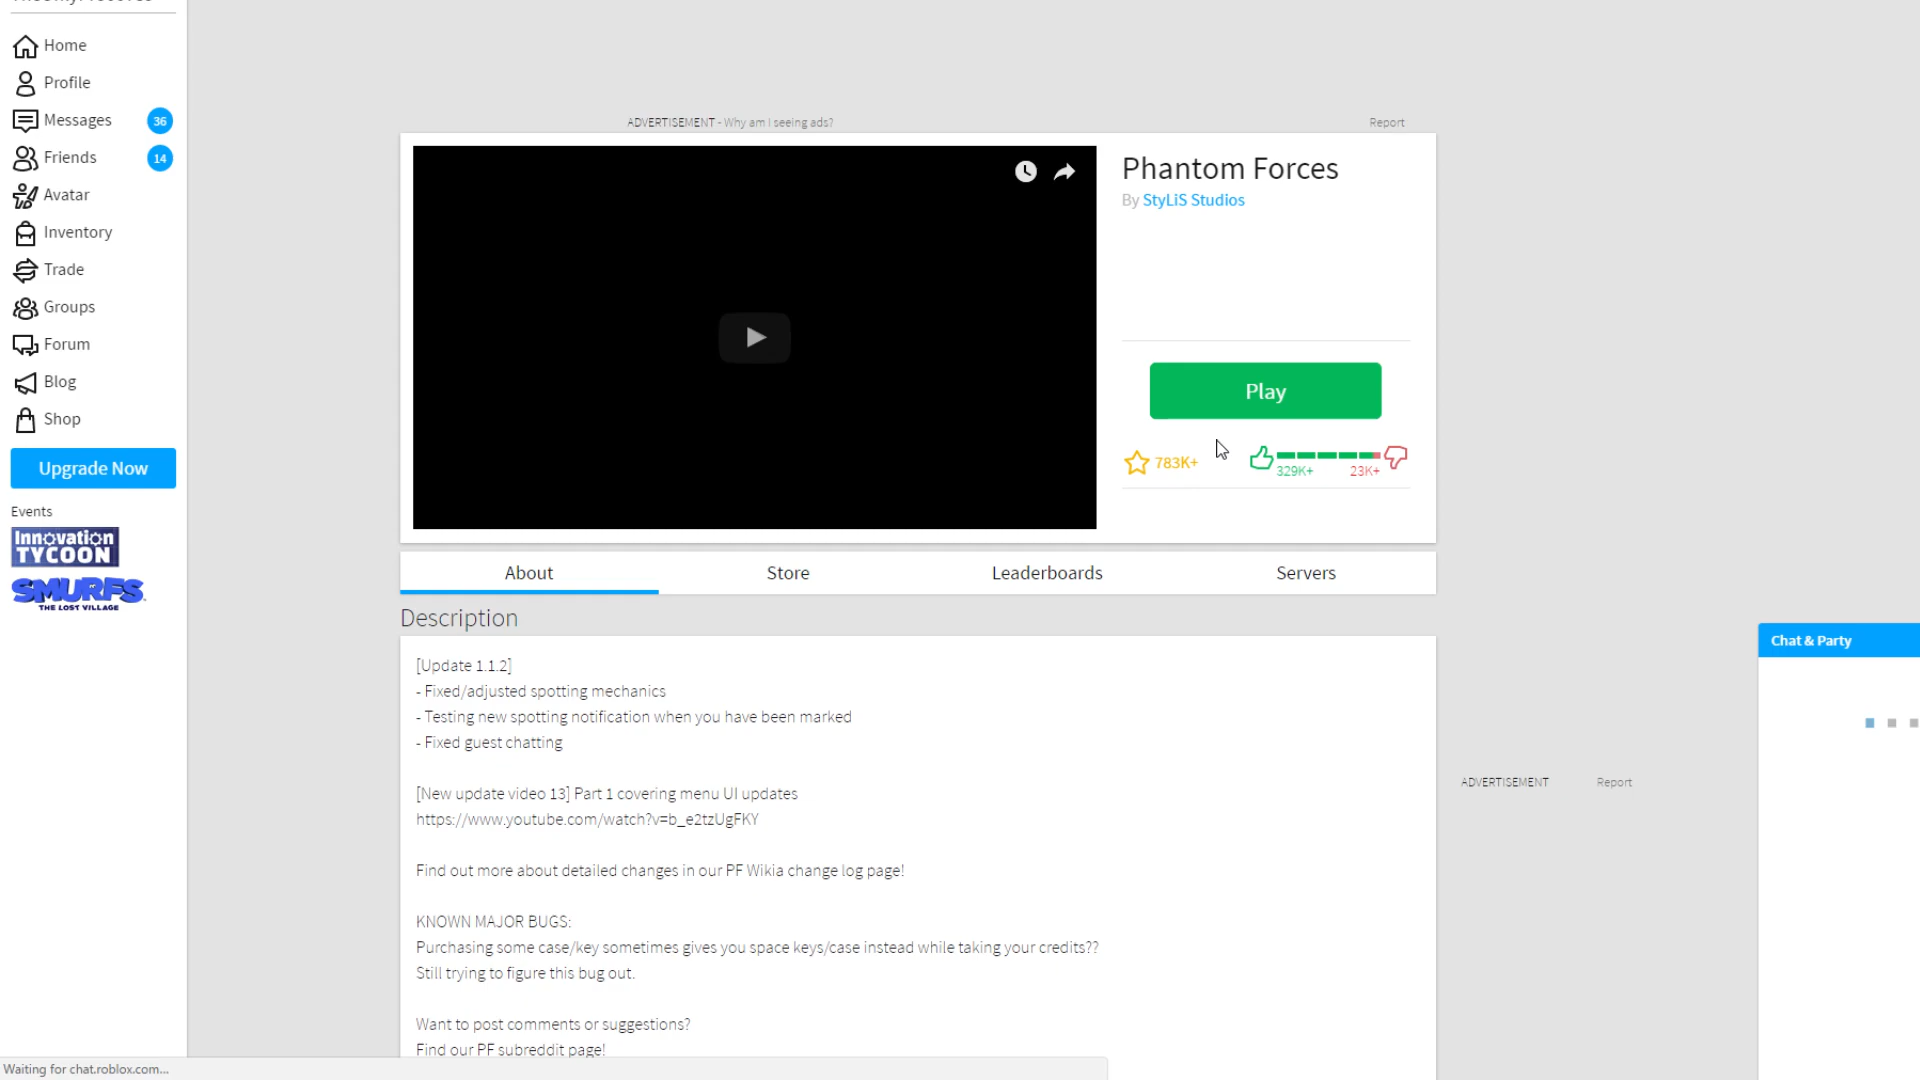 Home
Profile
Messages 36
Friends 14
Avatar
Inventory
Trade
Groups
Forum
Blog
Shop
Upgrade Now
Events
Innovation
TYCOON
SMURFS
THE LOST VILLAGE
ADVERTISEMENT - Why am I seeing ads?
Report
Phantom Forces
By StyLiS Studios
Play
783K+
329K+
23K+
About
Store
Leaderboards
Servers
Description
[Update 1.1.2]
- Fixed/adjusted spotting mechanics
- Testing new spotting notification when you have been marked
- Fixed guest chatting
[New update video 13] Part 1 covering menu UI updates
https://www.youtube.com/watch?v=b_e2tzUgFKY
Find out more about detailed changes in our PF Wikia change log page!
KNOWN MAJOR BUGS:
Purchasing some case/key sometimes gives you space keys/case instead while taking your credits??
Still trying to figure this bug out.
Want to post comments or suggestions?
Find our PF subreddit page!
ADVERTISEMENT
Report
Chat & Party
Waiting for chat.roblox.com...